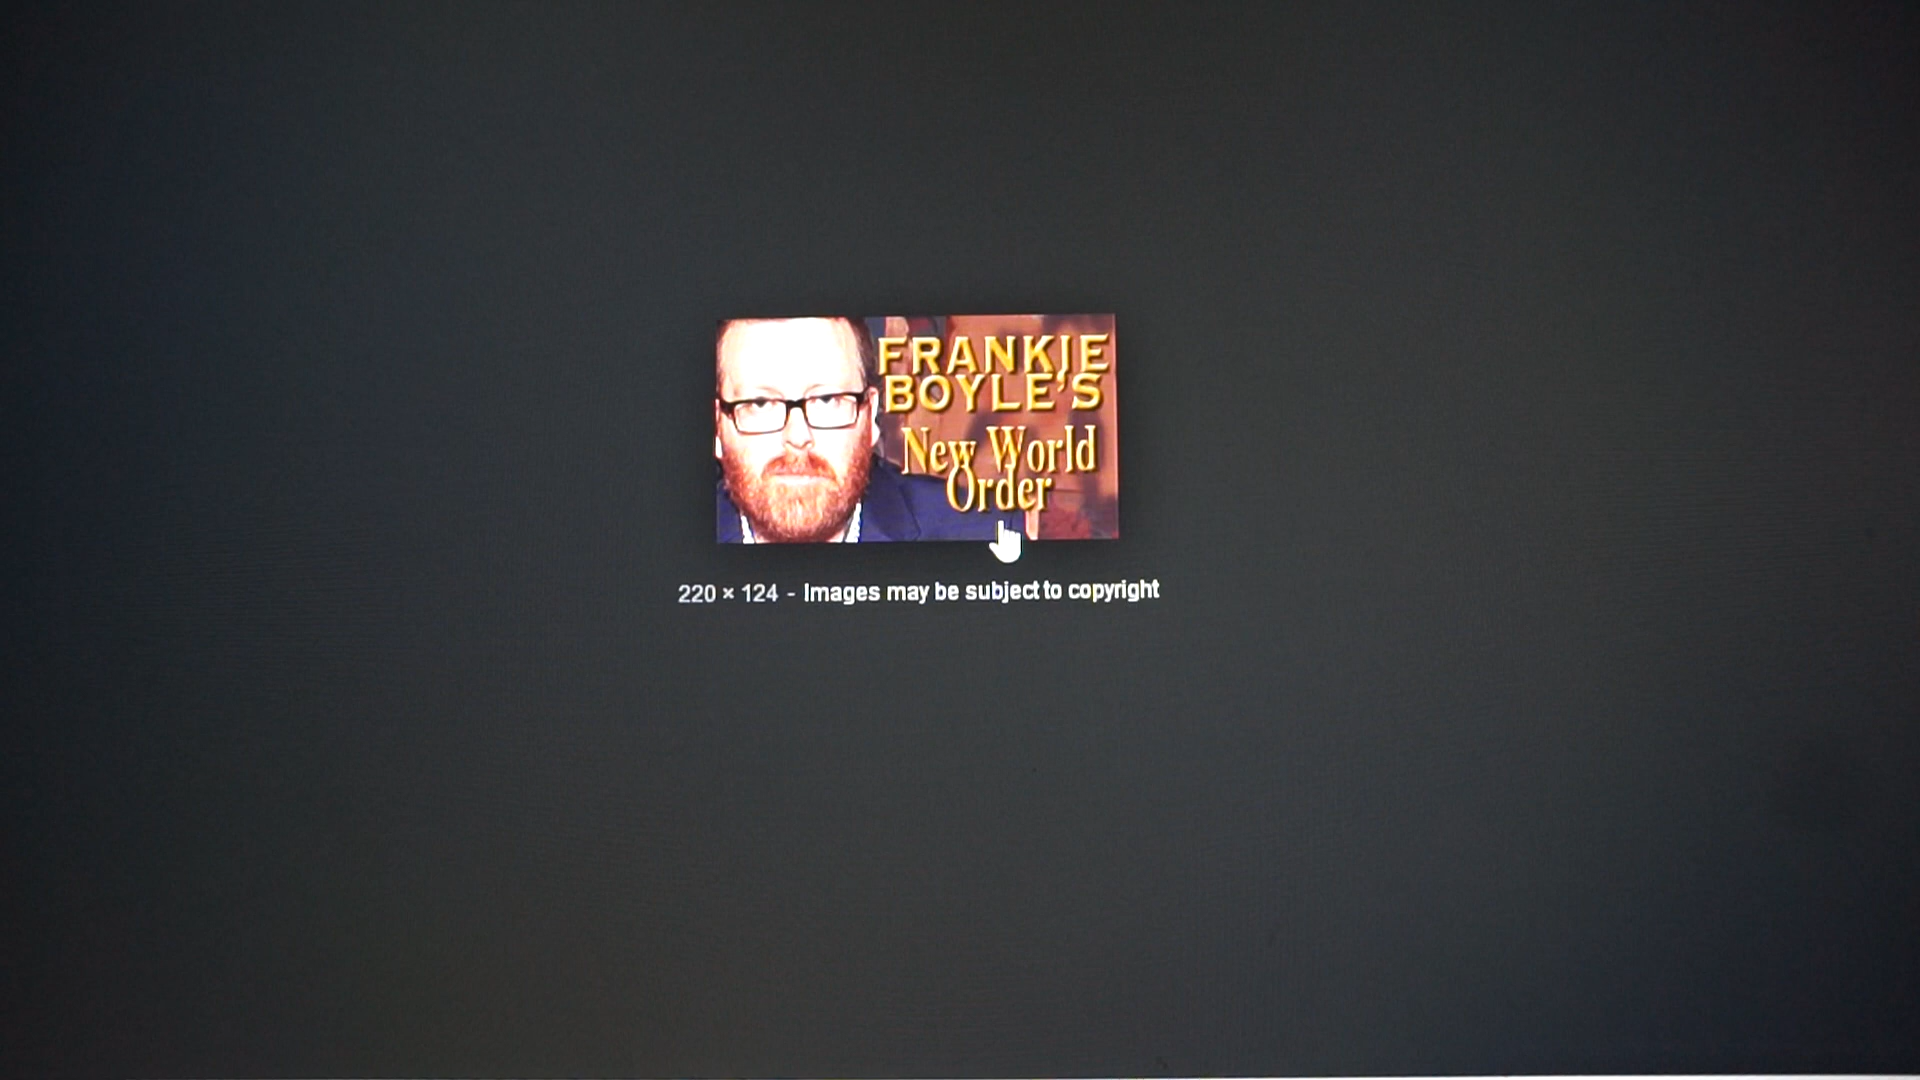 FRANKIE
BOYLE'S
New World
Order
220 × 124 - Images may be subject to copyright